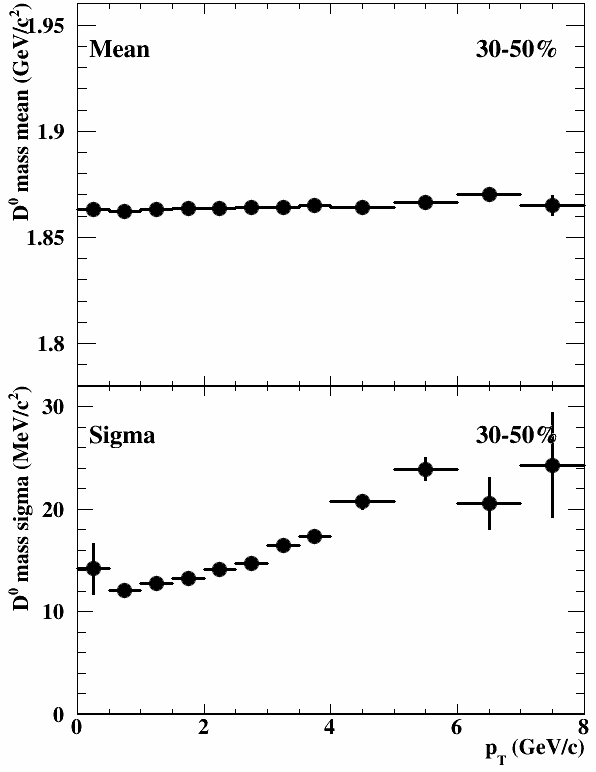 1.95
Mean 30-50%
1.9
1.85
1.8
D⁰ mass mean (GeV/c²)
30
Sigma 30-50%
20
10
0
D⁰ mass sigma (MeV/c²)
0 2 4 6 8
p_T (GeV/c)